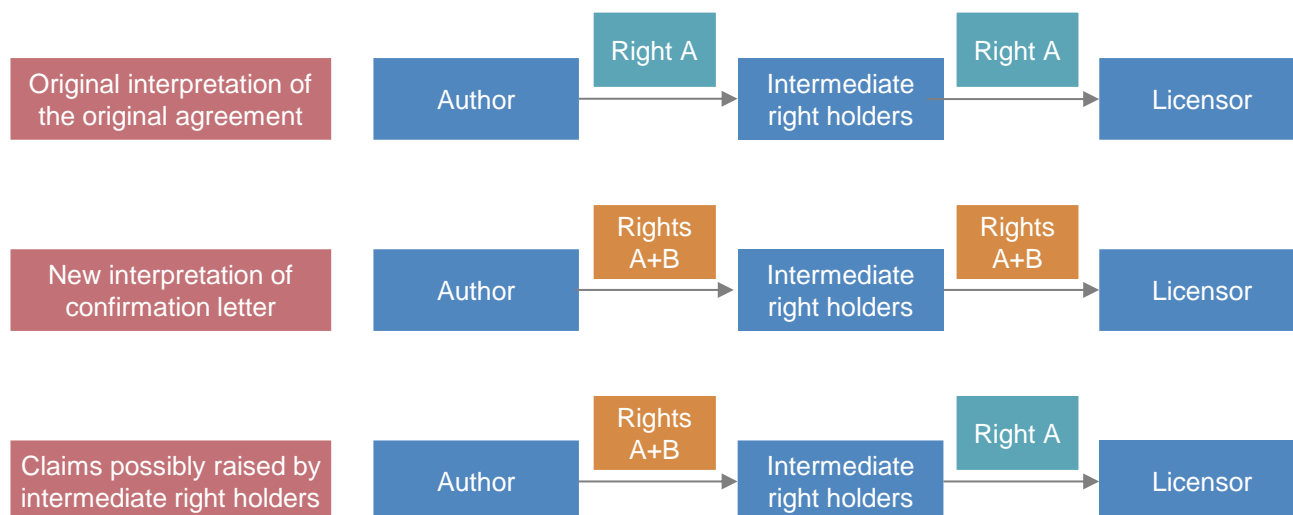 Right A
Right A
Original interpretation of
the original agreement
Author
Intermediate
right holders
Licensor
Rights
A+B
Rights
A+B
New interpretation of
confirmation letter
Author
Intermediate
right holders
Licensor
Rights
A+B
Right A
Claims possibly raised by
intermediate right holders
Author
Intermediate
right holders
Licensor